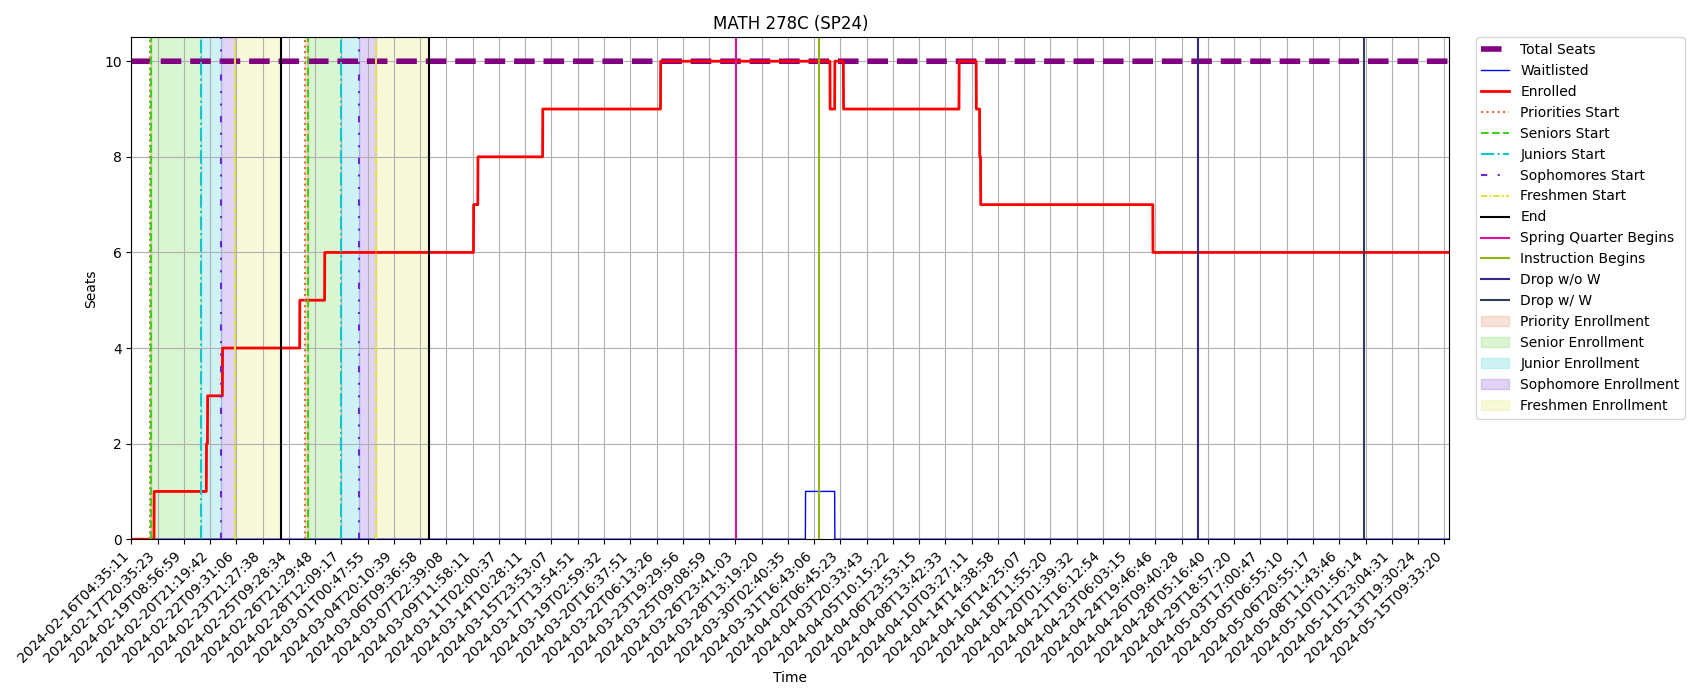 MATH 278C (SP24)
Seats
10
8
6
4
2
0
2024-02-16T04:35:11
2024-02-17T20:35:23
2024-02-19T08:56:59
2024-02-20T21:19:42
2024-02-22T09:31:06
2024-02-23T21:27:38
2024-02-25T09:28:34
2024-02-26T21:29:48
2024-02-28T12:09:17
2024-03-01T00:47:55
2024-03-04T20:10:39
2024-03-06T09:36:58
2024-03-07T22:39:08
2024-03-09T11:58:11
2024-03-11T02:00:37
2024-03-14T10:28:11
2024-03-15T23:53:07
2024-03-17T13:54:51
2024-03-19T02:59:32
2024-03-20T16:37:51
2024-03-22T06:13:26
2024-03-23T19:29:56
2024-03-25T09:08:59
2024-03-26T23:41:03
2024-03-28T13:19:20
2024-03-30T02:40:35
2024-03-31T16:43:06
2024-04-02T06:45:23
2024-04-03T20:33:43
2024-04-05T10:15:22
2024-04-06T23:53:15
2024-04-08T13:42:33
2024-04-10T03:27:11
2024-04-14T14:38:58
2024-04-16T14:25:07
2024-04-18T11:55:20
2024-04-20T01:39:32
2024-04-21T16:12:54
2024-04-23T06:03:15
2024-04-24T19:46:46
2024-04-26T09:40:28
2024-04-28T05:16:40
2024-04-29T18:57:20
2024-05-03T17:00:47
2024-05-05T06:55:10
2024-05-06T20:55:17
2024-05-08T11:43:46
2024-05-10T01:56:14
2024-05-11T23:04:31
2024-05-13T19:30:24
2024-05-15T09:33:20
Time
Total Seats
Waitlisted
Enrolled
Priorities Start
Seniors Start
Juniors Start
Sophomores Start
Freshmen Start
End
Spring Quarter Begins
Instruction Begins
Drop w/o W
Drop w/ W
Priority Enrollment
Senior Enrollment
Junior Enrollment
Sophomore Enrollment
Freshmen Enrollment